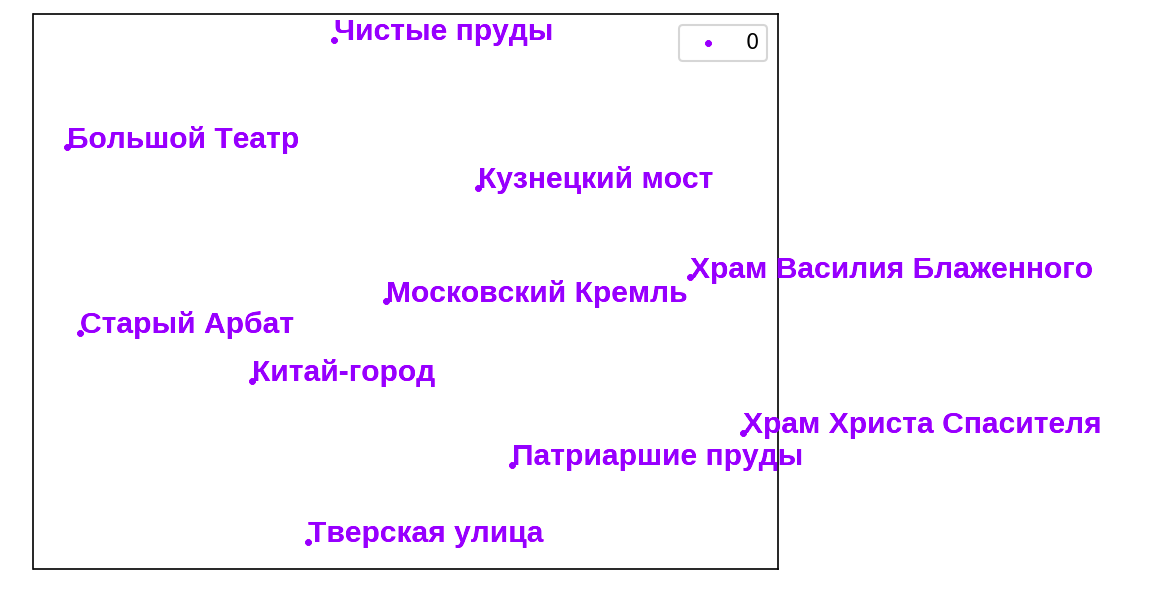 Чистые пруды
0
Большой Театр
Кузнецкий мост
Храм Василия Блаженного
Московский Кремль
Старый Арбат
Китай-город
Храм Христа Спасителя
Патриаршие пруды
Тверская улица